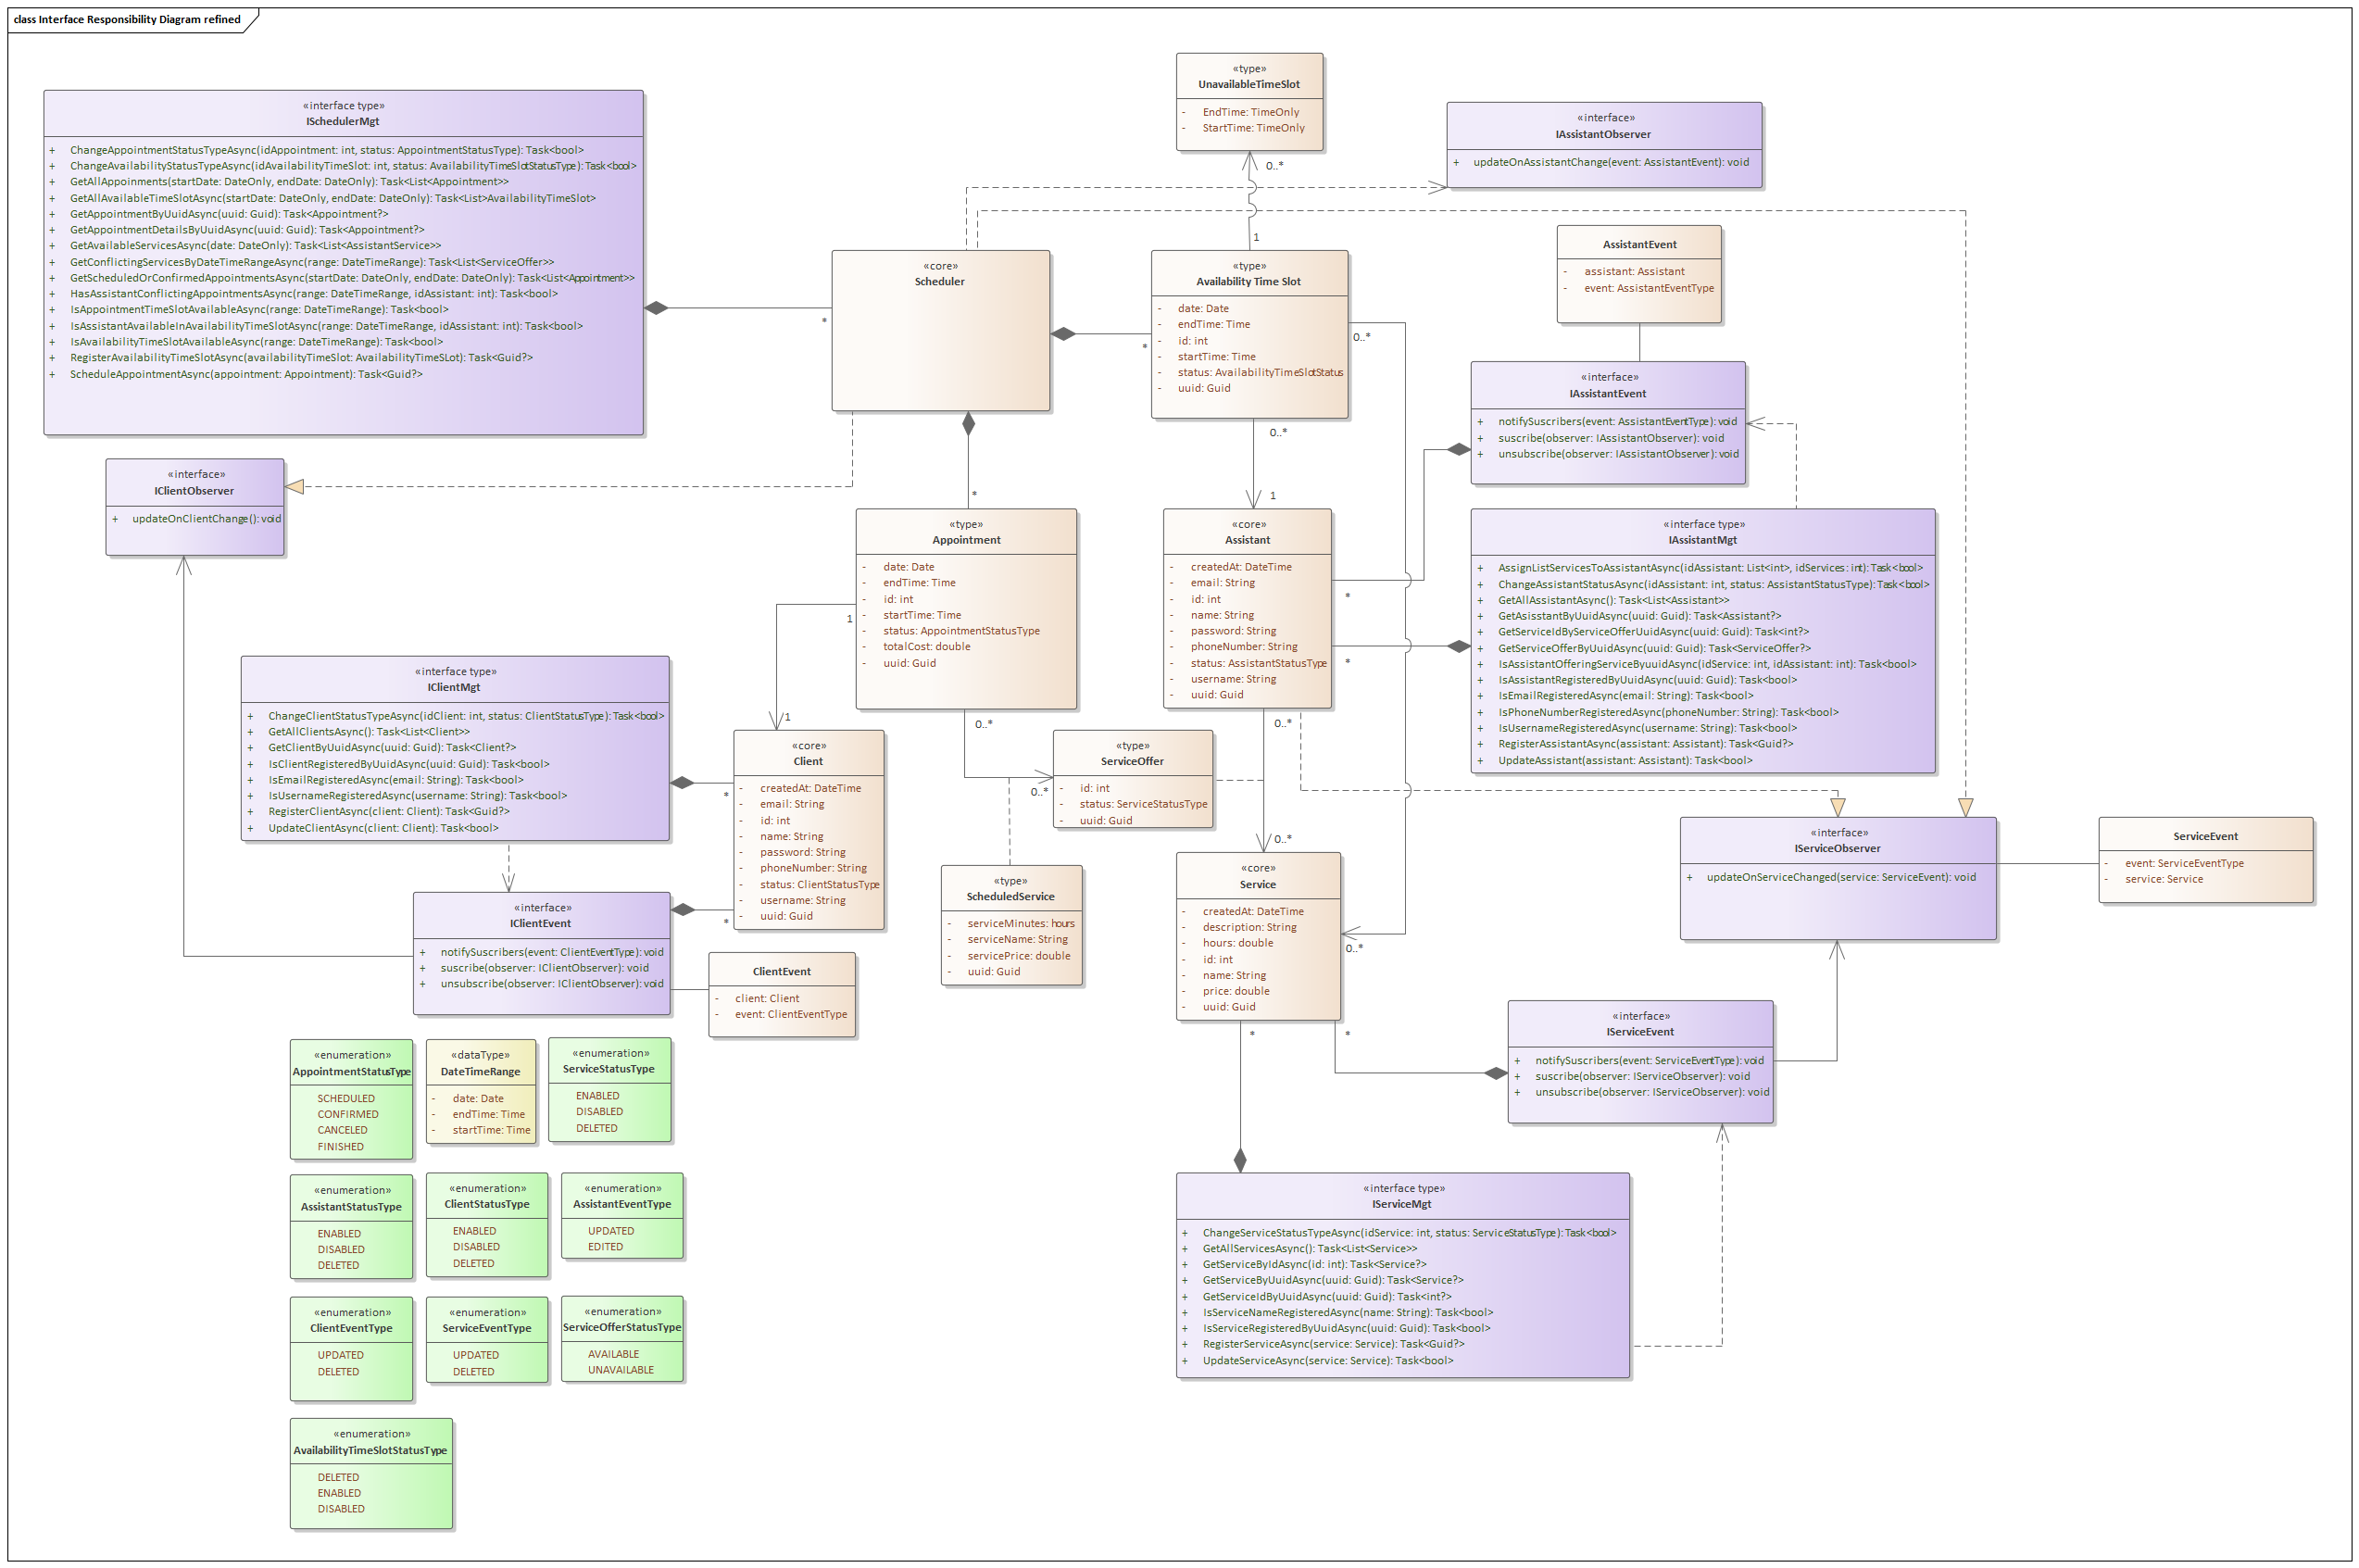 class Interface Responsibility Diagram refined
«interface type»
ISchedulerMgt
+ ChangeAppointmentStatusTypeAsync(idAppointment: int, status: AppointmentStatusType): Task<bool>
+ ChangeAvailabilityStatusTypeAsync(idAvailabilityTimeSlot: int, status: AvailabilityTimeSlotStatusType): Task<bool>
+ GetAllAppoinments(startDate: DateOnly, endDate: DateOnly): Task<List<Appointment>>
+ GetAllAvailableTimeSlotAsync(startDate: DateOnly, endDate: DateOnly): Task<List>AvailabilityTimeSlot>
+ GetAppointmentByUuidAsync(uuid: Guid): Task<Appointment?>
+ GetAppointmentDetailsByUuidAsync(uuid: Guid): Task<Appointment?>
+ GetAvailableServicesAsync(date: DateOnly): Task<List<AssistantService>>
+ GetConflictingServicesByDateTimeRangeAsync(range: DateTimeRange): Task<List<ServiceOffer>>
+ GetScheduledOrConfirmedAppointmentsAsync(startDate: DateOnly, endDate: DateOnly): Task<List<Appointment>>
+ HasAssistantConflictingAppointmentsAsync(range: DateTimeRange, idAssistant: int): Task<bool>
+ IsAppointmentTimeSlotAvailableAsync(range: DateTimeRange): Task<bool>
+ IsAssistantAvailableInAvailabilityTimeSlotAsync(range: DateTimeRange, idAssistant: int): Task<bool>
+ IsAvailabilityTimeSlotAvailableAsync(range: DateTimeRange): Task<bool>
+ RegisterAvailabilityTimeSlotAsync(availabilityTimeSlot: AvailabilityTimeSLot): Task<Guid?>
+ ScheduleAppointmentAsync(appointment: Appointment): Task<Guid?>
*
«core»
Scheduler
*
*
«type»
UnavailableTimeSlot
- EndTime: TimeOnly
- StartTime: TimeOnly
0..*
1
«type»
Availability Time Slot
- date: Date
- endTime: Time
- id: int
- startTime: Time
- status: AvailabilityTimeSlotStatus
- uuid: Guid
0..*
0..*
1
«interface»
IAssistantObserver
+ updateOnAssistantChange(event: AssistantEvent): void
AssistantEvent
- assistant: Assistant
- event: AssistantEventType
«interface»
IAssistantEvent
+ notifySuscribers(event: AssistantEventType): void
+ suscribe(observer: IAssistantObserver): void
+ unsubscribe(observer: IAssistantObserver): void
«interface»
IClientObserver
+ updateOnClientChange(): void
«type»
Appointment
- date: Date
- endTime: Time
- id: int
- startTime: Time
- status: AppointmentStatusType
- totalCost: double
- uuid: Guid
1
1
0..*
0..*
«core»
Assistant
- createdAt: DateTime
- email: String
- id: int
- name: String
- password: String
- phoneNumber: String
- status: AssistantStatusType
- username: String
- uuid: Guid
*
*
0..*
0..*
«interface type»
IAssistantMgt
+ AssignListServicesToAssistantAsync(idAssistant: List<int>, idServices: int): Task<bool>
+ ChangeAssistantStatusAsync(idAssistant: int, status: AssistantStatusType): Task<bool>
+ GetAllAssistantAsync(): Task<List<Assistant>>
+ GetAsisstantByUuidAsync(uuid: Guid): Task<Assistant?>
+ GetServiceIdByServiceOfferUuidAsync(uuid: Guid): Task<int?>
+ GetServiceOfferByUuidAsync(uuid: Guid): Task<ServiceOffer?>
+ IsAssistantOfferingServiceByuuidAsync(idService: int, idAssistant: int): Task<bool>
+ IsAssistantRegisteredByUuidAsync(uuid: Guid): Task<bool>
+ IsEmailRegisteredAsync(email: String): Task<bool>
+ IsPhoneNumberRegisteredAsync(phoneNumber: String): Task<bool>
+ IsUsernameRegisteredAsync(username: String): Task<bool>
+ RegisterAssistantAsync(assistant: Assistant): Task<Guid?>
+ UpdateAssistant(assistant: Assistant): Task<bool>
«interface type»
IClientMgt
+ ChangeClientStatusTypeAsync(idClient: int, status: ClientStatusType): Task<bool>
+ GetAllClientsAsync(): Task<List<Client>>
+ GetClientByUuidAsync(uuid: Guid): Task<Client?>
+ IsClientRegisteredByUuidAsync(uuid: Guid): Task<bool>
+ IsEmailRegisteredAsync(email: String): Task<bool>
+ IsUsernameRegisteredAsync(username: String): Task<bool>
+ RegisterClientAsync(client: Client): Task<Guid?>
+ UpdateClientAsync(client: Client): Task<bool>
«core»
Client
- createdAt: DateTime
- email: String
- id: int
- name: String
- password: String
- phoneNumber: String
- status: ClientStatusType
- username: String
- uuid: Guid
*
*
«type»
ServiceOffer
- id: int
- status: ServiceStatusType
- uuid: Guid
«type»
ScheduledService
- serviceMinutes: hours
- serviceName: String
- servicePrice: double
- uuid: Guid
«core»
Service
- createdAt: DateTime
- description: String
- hours: double
- id: int
- name: String
- price: double
- uuid: Guid
0..*
*
*
«interface»
IServiceObserver
+ updateOnServiceChanged(service: ServiceEvent): void
ServiceEvent
- event: ServiceEventType
- service: Service
«interface»
IClientEvent
+ notifySuscribers(event: ClientEventType): void
+ suscribe(observer: IClientObserver): void
+ unsubscribe(observer: IClientObserver): void
ClientEvent
- client: Client
- event: ClientEventType
«interface»
IServiceEvent
+ notifySuscribers(event: ServiceEventType): void
+ suscribe(observer: IServiceObserver): void
+ unsubscribe(observer: IServiceObserver): void
«enumeration»
AppointmentStatusType
SCHEDULED
CONFIRMED
CANCELED
FINISHED
«dataType»
DateTimeRange
- date: Date
- endTime: Time
- startTime: Time
«enumeration»
ServiceStatusType
ENABLED
DISABLED
DELETED
«enumeration»
AssistantStatusType
ENABLED
DISABLED
DELETED
«enumeration»
ClientStatusType
ENABLED
DISABLED
DELETED
«enumeration»
AssistantEventType
UPDATED
EDITED
«interface type»
IServiceMgt
+ ChangeServiceStatusTypeAsync(idService: int, status: ServiceStatusType): Task<bool>
+ GetAllServicesAsync(): Task<List<Service>>
+ GetServiceByIdAsync(id: int): Task<Service?>
+ GetServiceByUuidAsync(uuid: Guid): Task<Service?>
+ GetServiceIdByUuidAsync(uuid: Guid): Task<int?>
+ IsServiceNameRegisteredAsync(name: String): Task<bool>
+ IsServiceRegisteredByUuidAsync(uuid: Guid): Task<bool>
+ RegisterServiceAsync(service: Service): Task<Guid?>
+ UpdateServiceAsync(service: Service): Task<bool>
«enumeration»
ClientEventType
UPDATED
DELETED
«enumeration»
ServiceEventType
UPDATED
DELETED
«enumeration»
ServiceOfferStatusType
AVAILABLE
UNAVAILABLE
«enumeration»
AvailabilityTimeSlotStatusType
DELETED
ENABLED
DISABLED